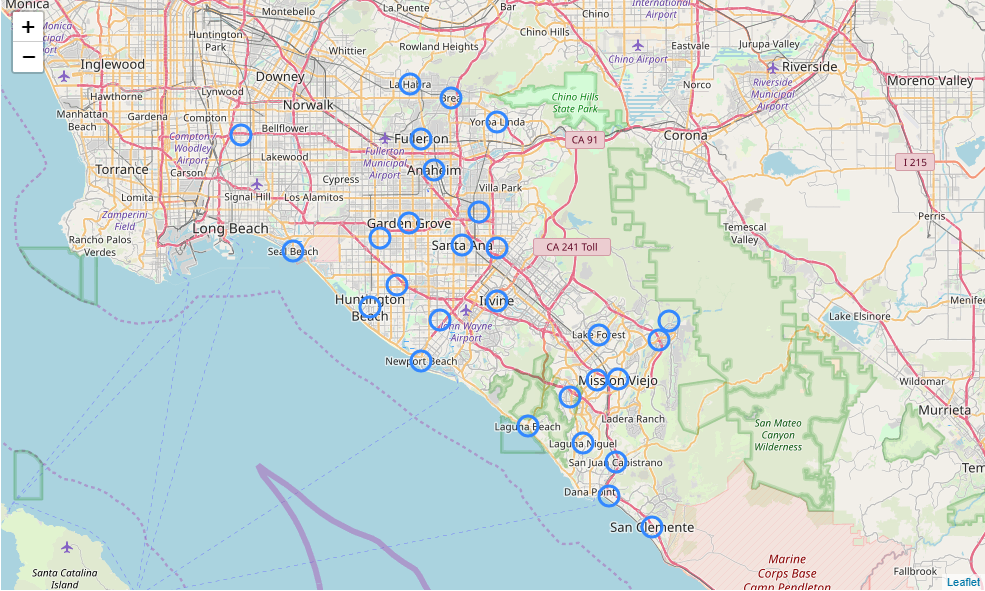 Monica
Montebello
La Puente
Bar
Chino
International
Airport
+
−
Monica
Municipal
port
Huntington
Park
Whittier
Rowland Heights
Chino Hills
Chino Airport
Eastvale
Jurupa Valley
Inglewood
Downey
La Habra
Riverside
Riverside
Municipal
Airport
Moreno Valley
Hawthorne
Lynwood
Norwalk
Brea
Chino Hills
State Park
Norco
Manhattan
Beach
Gardena
Compton
Bellflower
Yorba Linda
Corona
Compton/
Woodley
Airport
Fullerton
Fullerton
Municipal
Airport
CA 91
I 215
Torrance
Carson
Lakewood
Anaheim
Cypress
Villa Park
Lomita
Signal Hill
Los Alamitos
Zamperini
Field
Long Beach
Garden Grove
Perris
Temescal
Valley
Rancho Palos
Verdes
Seal Beach
Santa Ana
CA 241 Toll
Huntington
Beach
Irvine
Menifee
John Wayne
Airport
Lake Forest
Lake Elsinore
Newport Beach
Mission Viejo
Wildomar
Murrieta
Laguna Beach
Ladera Ranch
San Mateo
Canyon
Wilderness
Laguna Niguel
San Juan Capistrano
Tem
Dana Point
San Clemente
Santa Catalina
Island
Marine
Corps Base
Camp Pendleton
Fallbrook
Leaflet